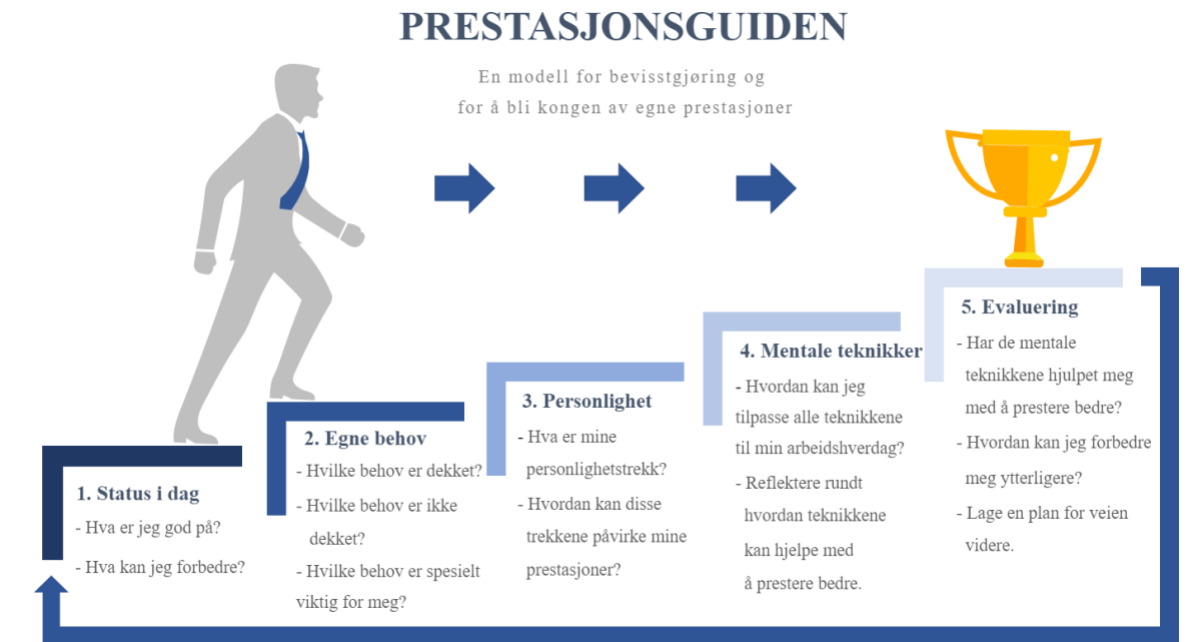 PRESTASJONSGUIDEN
En modell for bevisstgjøring og
for å bli kongen av egne prestasjoner
1. Status i dag
- Hva er jeg god på?
- Hva kan jeg forbedre?
2. Egne behov
- Hvilke behov er dekket?
- Hvilke behov er ikke
dekket?
- Hvilke behov er spesielt
viktig for meg?
3. Personlighet
- Hva er mine
personlighetstrekk?
- Hvordan kan disse
trekkene påvirke mine
prestasjoner?
4. Mentale teknikker
- Hvordan kan jeg
tilpasse alle teknikkene
til min arbeidshverdag?
- Reflektere rundt
hvordan teknikkene
kan hjelpe med
å prestere bedre.
5. Evaluering
- Har de mentale
teknikkene hjulpet meg
med å prestere bedre?
- Hvordan kan jeg forbedre
meg ytterligere?
- Lage en plan for veien
videre.